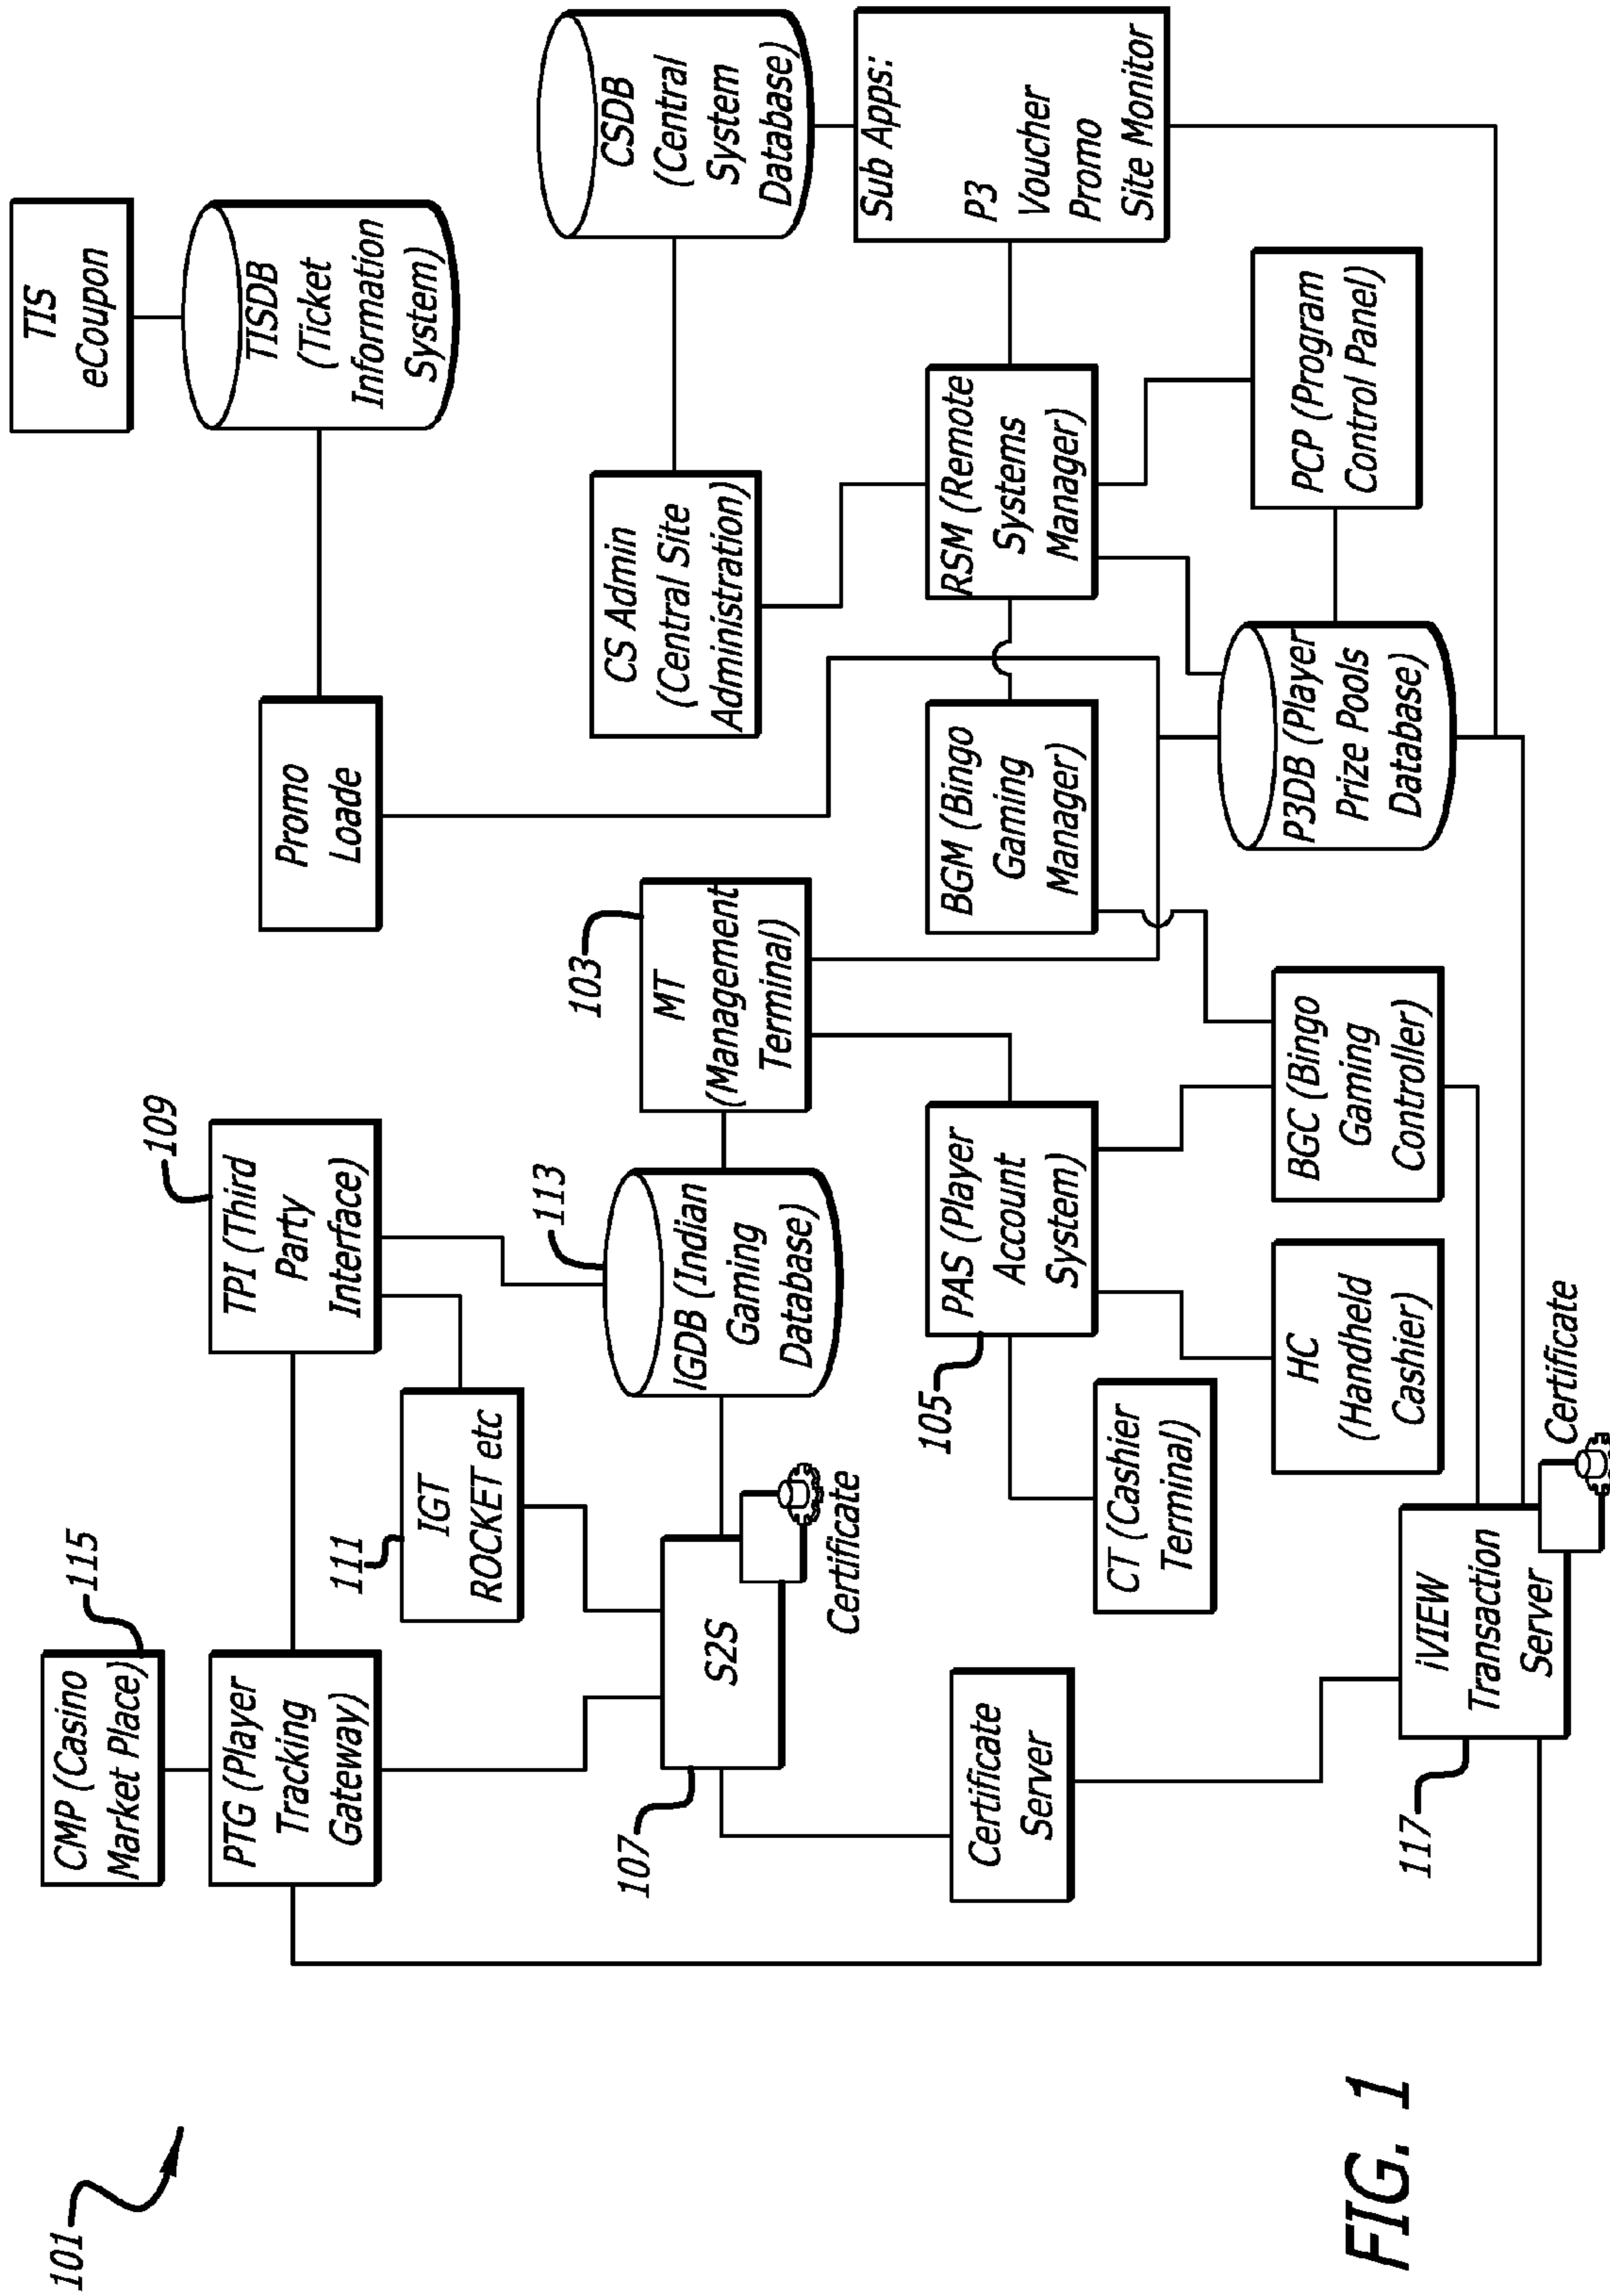 101
CMP (Casino
Market Place)
115
PTG (Player
Tracking
Gateway)
TPI (Third
Party
Interface)
109
TIS
eCoupon
TISDB
(Ticket
Information
System)
Promo
Loade
111
IGT
ROCKET etc
107
S2S
Certificate
IGDB (Indian
Gaming
Database)
113
103
MT
(Management
Terminal)
CS Admin
(Central Site
Administration)
CSDB
(Central
System
Database)
Certificate
Server
105
PAS (Player
Account
System)
BGM (Bingo
Gaming
Manager)
RSM (Remote
Systems
Manager)
Sub Apps:
P3
Voucher
Promo
Site Monitor
CT (Cashier
Terminal)
HC
(Handheld
Cashier)
BGC (Bingo
Gaming
Controller)
P3DB (Player
Prize Pools
Database)
PCP (Program
Control Panel)
117
iVIEW
Transaction
Server
Certificate
FIG. 1